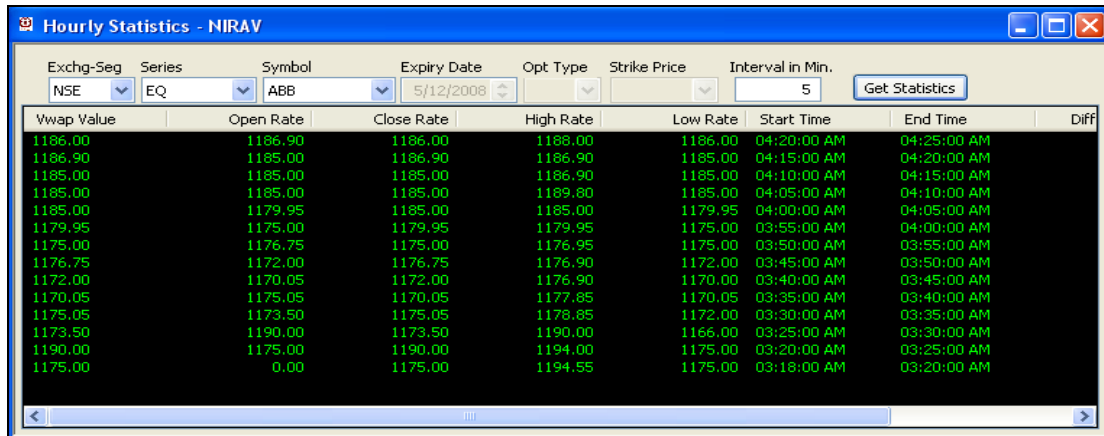 Hourly Statistics - NIRAV
Exchg-Seg Series Symbol Expiry Date Opt Type Strike Price Interval in Min.
NSE EQ ABB 5/12/2008 5 Get Statistics
Vwap Value Open Rate Close Rate High Rate Low Rate Start Time End Time Diff
1186.00 1186.90 1186.00 1188.00 1186.00 04:20:00 AM 04:25:00 AM
1186.90 1185.00 1186.90 1186.90 1185.00 04:15:00 AM 04:20:00 AM
1185.00 1185.00 1185.00 1186.90 1185.00 04:10:00 AM 04:15:00 AM
1185.00 1185.00 1185.00 1189.80 1185.00 04:05:00 AM 04:10:00 AM
1185.00 1179.95 1185.00 1185.00 1179.95 04:00:00 AM 04:05:00 AM
1179.95 1175.00 1179.95 1179.95 1175.00 03:55:00 AM 04:00:00 AM
1175.00 1176.75 1175.00 1176.95 1175.00 03:50:00 AM 03:55:00 AM
1176.75 1172.00 1176.75 1176.90 1172.00 03:45:00 AM 03:50:00 AM
1172.00 1170.05 1172.00 1176.90 1170.00 03:40:00 AM 03:45:00 AM
1170.05 1175.05 1170.05 1177.85 1170.05 03:35:00 AM 03:40:00 AM
1175.05 1173.50 1175.05 1178.85 1172.00 03:30:00 AM 03:35:00 AM
1173.50 1190.00 1173.50 1190.00 1166.00 03:25:00 AM 03:30:00 AM
1190.00 1175.00 1190.00 1194.00 1175.00 03:20:00 AM 03:25:00 AM
1175.00 0.00 1175.00 1194.55 1175.00 03:18:00 AM 03:20:00 AM